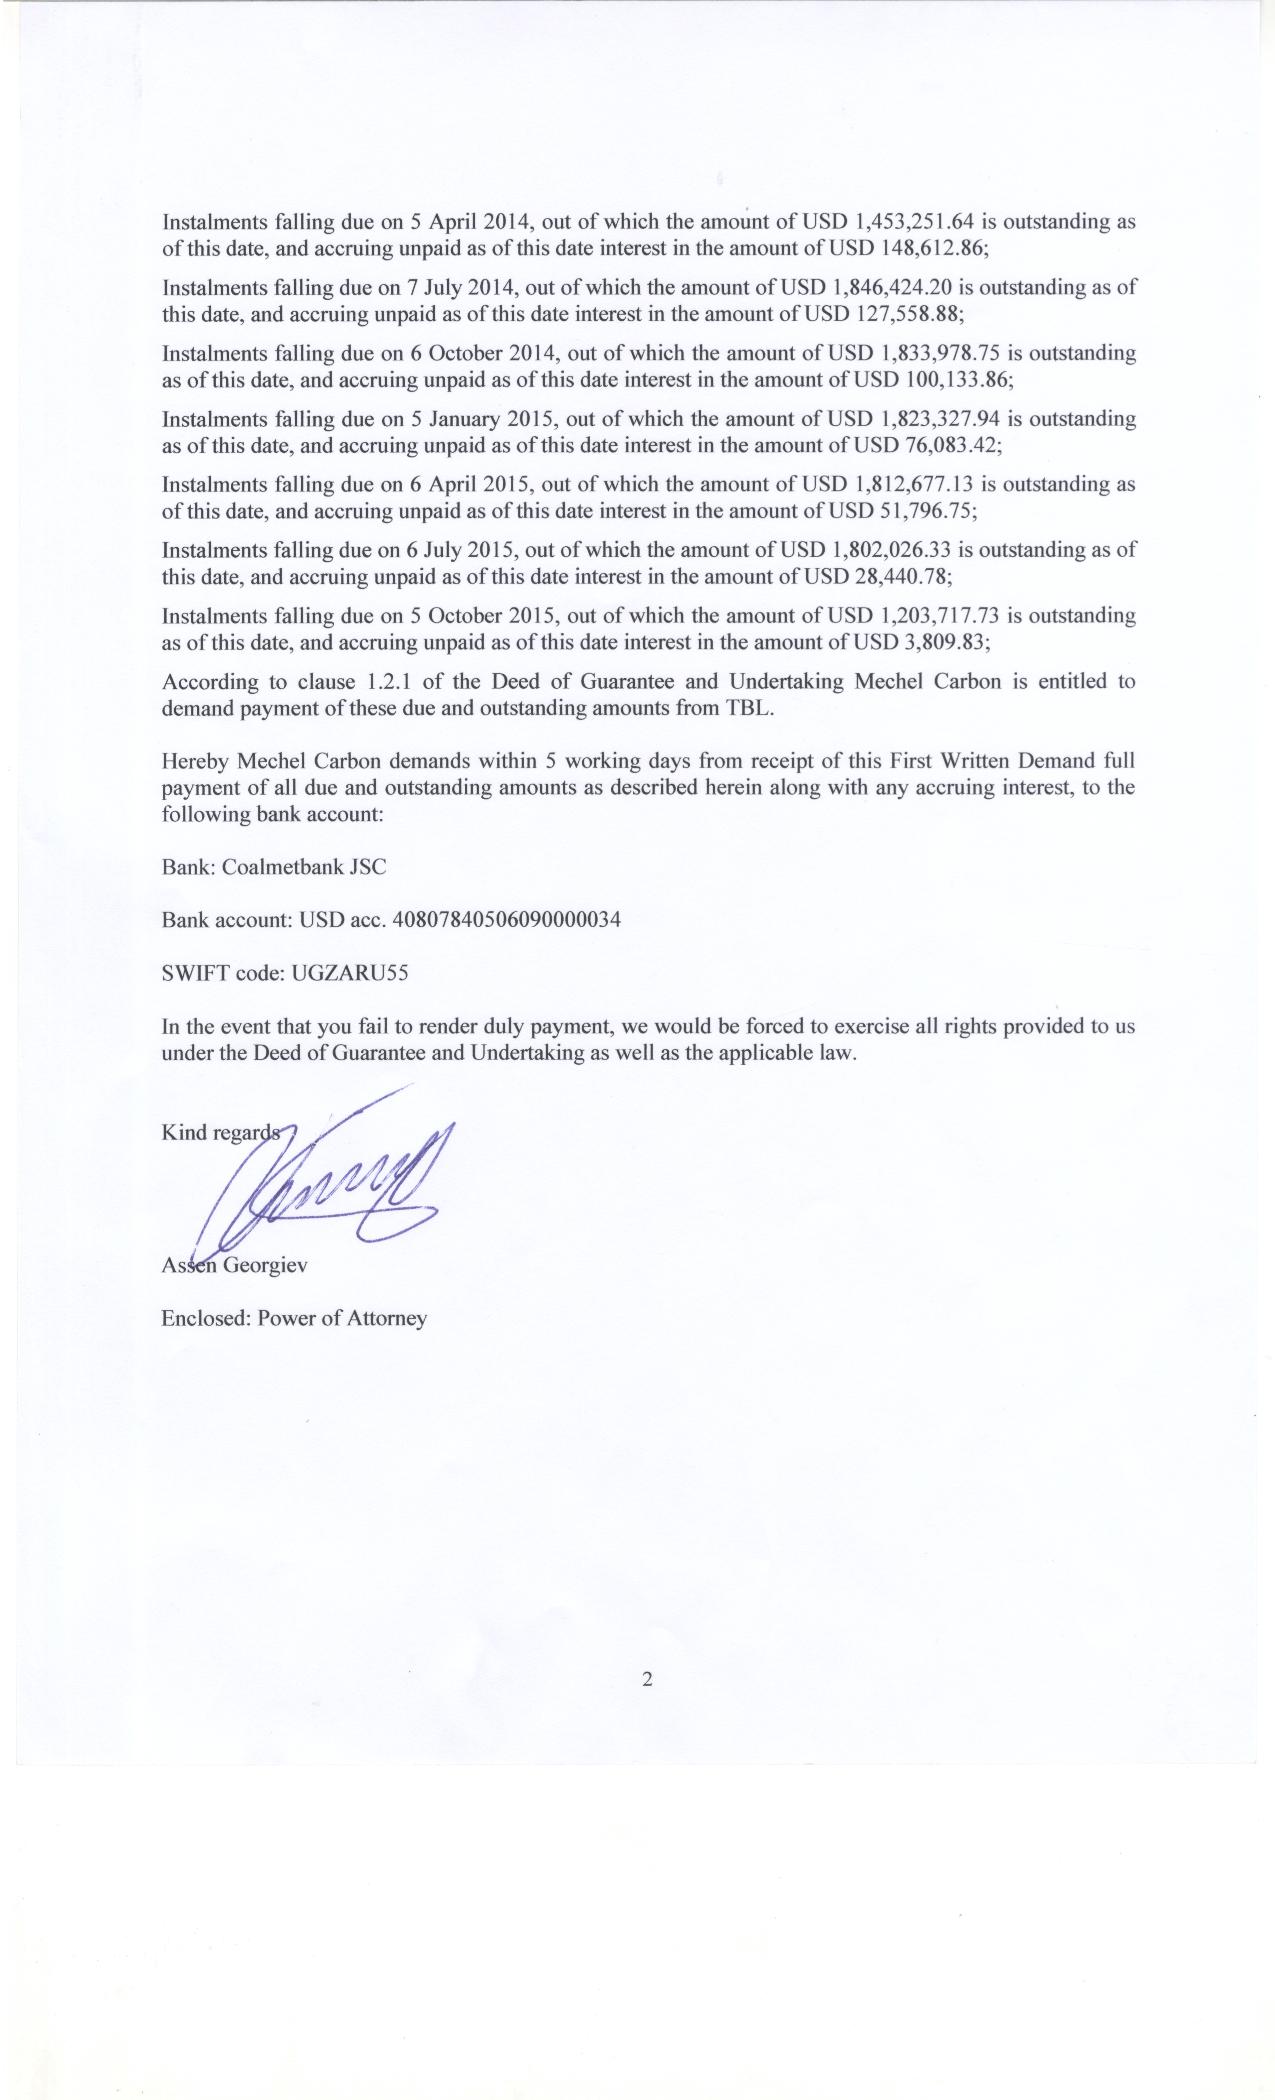 Instalments falling due on 5 April 2014, out of which the amount of USD 1,453,251.64 is outstanding as
of this date, and accruing unpaid as of this date interest in the amount of USD 148,612.86;
Instalments falling due on 7 July 2014, out of which the amount of USD 1,846,424.20 is outstanding as of
this date, and accruing unpaid as of this date interest in the amount of USD 127,558.88;
Instalments falling due on 6 October 2014, out of which the amount of USD 1,833,978.75 is outstanding
as of this date, and accruing unpaid as of this date interest in the amount of USD 100,133.86;
Instalments falling due on 5 January 2015, out of which the amount of USD 1,823,327.94 is outstanding
as of this date, and accruing unpaid as of this date interest in the amount of USD 76,083.42;
Instalments falling due on 6 April 2015, out of which the amount of USD 1,812,677.13 is outstanding as
of this date, and accruing unpaid as of this date interest in the amount of USD 51,796.75;
Instalments falling due on 6 July 2015, out of which the amount of USD 1,802,026.33 is outstanding as of
this date, and accruing unpaid as of this date interest in the amount of USD 28,440.78;
Instalments falling due on 5 October 2015, out of which the amount of USD 1,203,717.73 is outstanding
as of this date, and accruing unpaid as of this date interest in the amount of USD 3,809.83;
According to clause 1.2.1 of the Deed of Guarantee and Undertaking Mechel Carbon is entitled to
demand payment of these due and outstanding amounts from TBL.
Hereby Mechel Carbon demands within 5 working days from receipt of this First Written Demand full
payment of all due and outstanding amounts as described herein along with any accruing interest, to the
following bank account:
Bank: Coalmetbank JSC
Bank account: USD acc. 40807840506090000034
SWIFT code: UGZARU55
In the event that you fail to render duly payment, we would be forced to exercise all rights provided to us
under the Deed of Guarantee and Undertaking as well as the applicable law.
Kind regards
Assen Georgiev
Enclosed: Power of Attorney
2